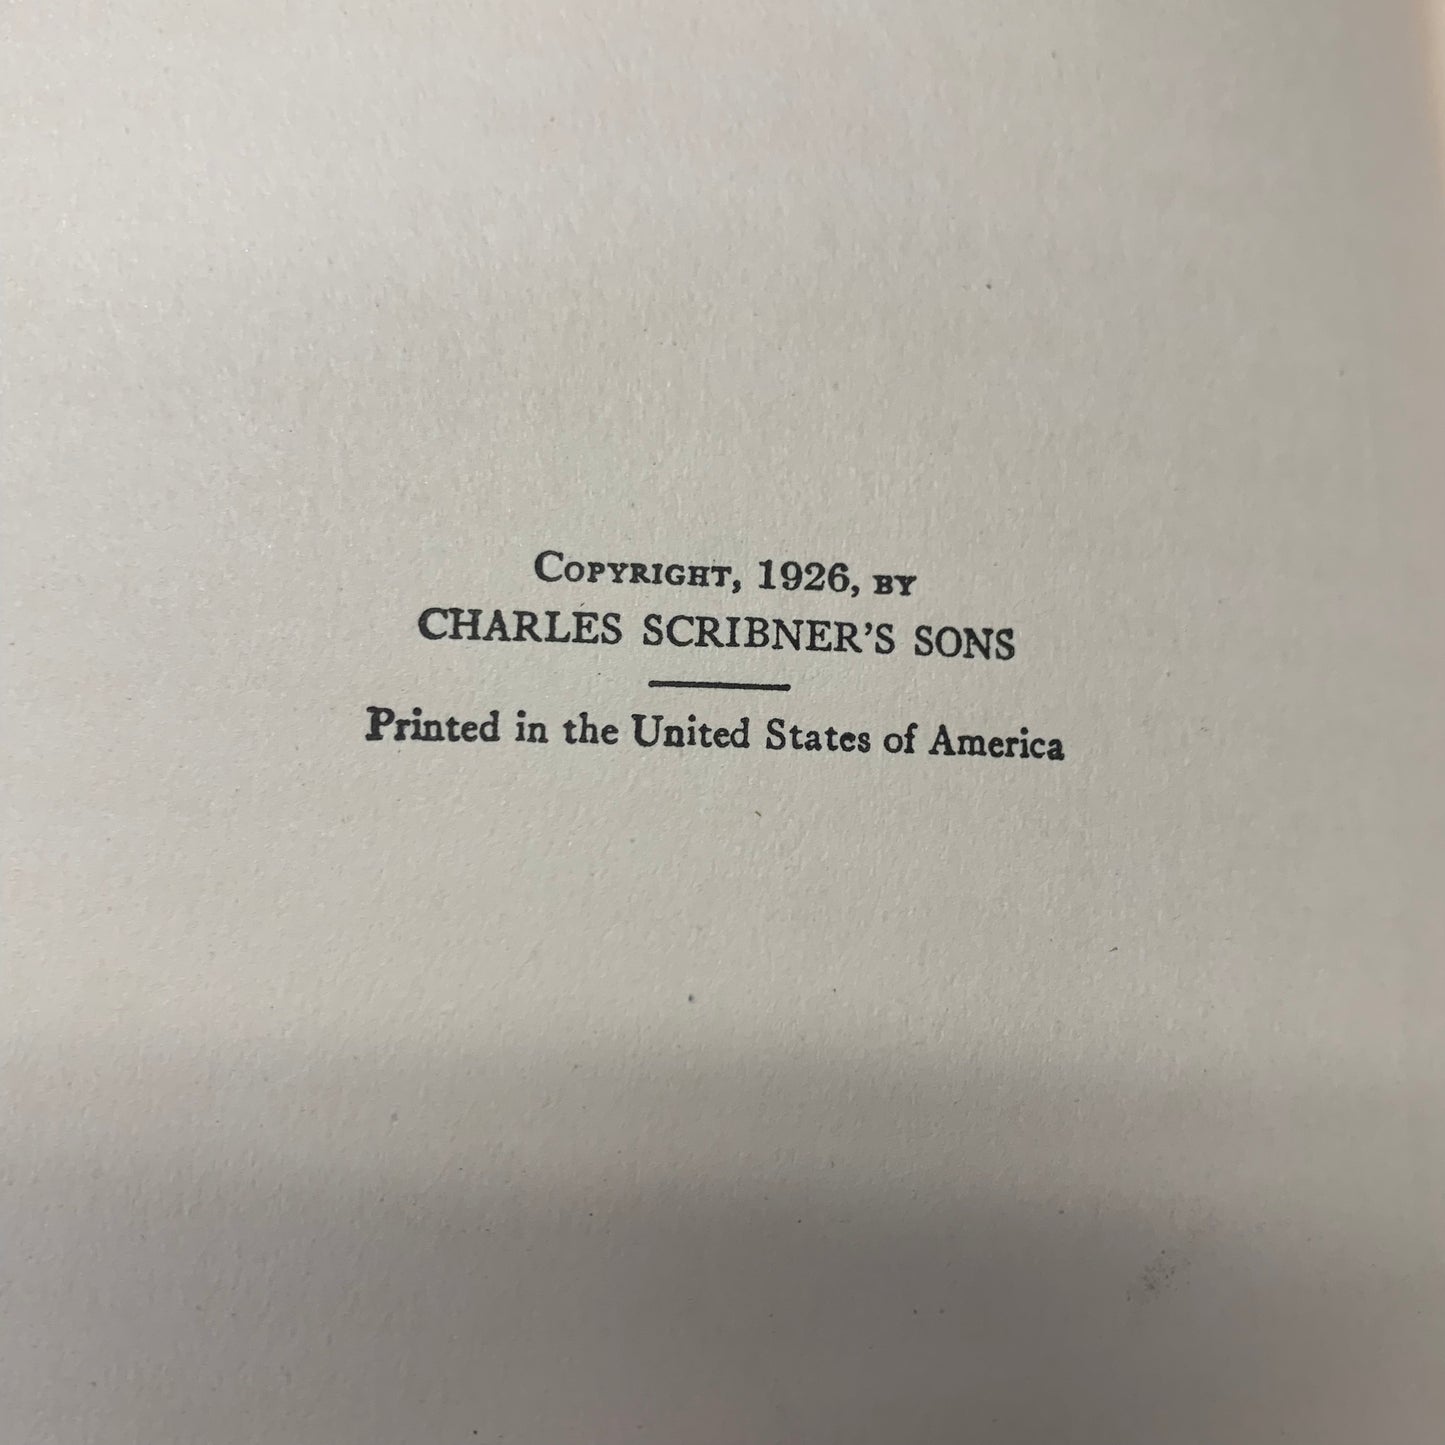 Copyright, 1926, by
CHARLES SCRIBNER'S SONS
Printed in the United States of America